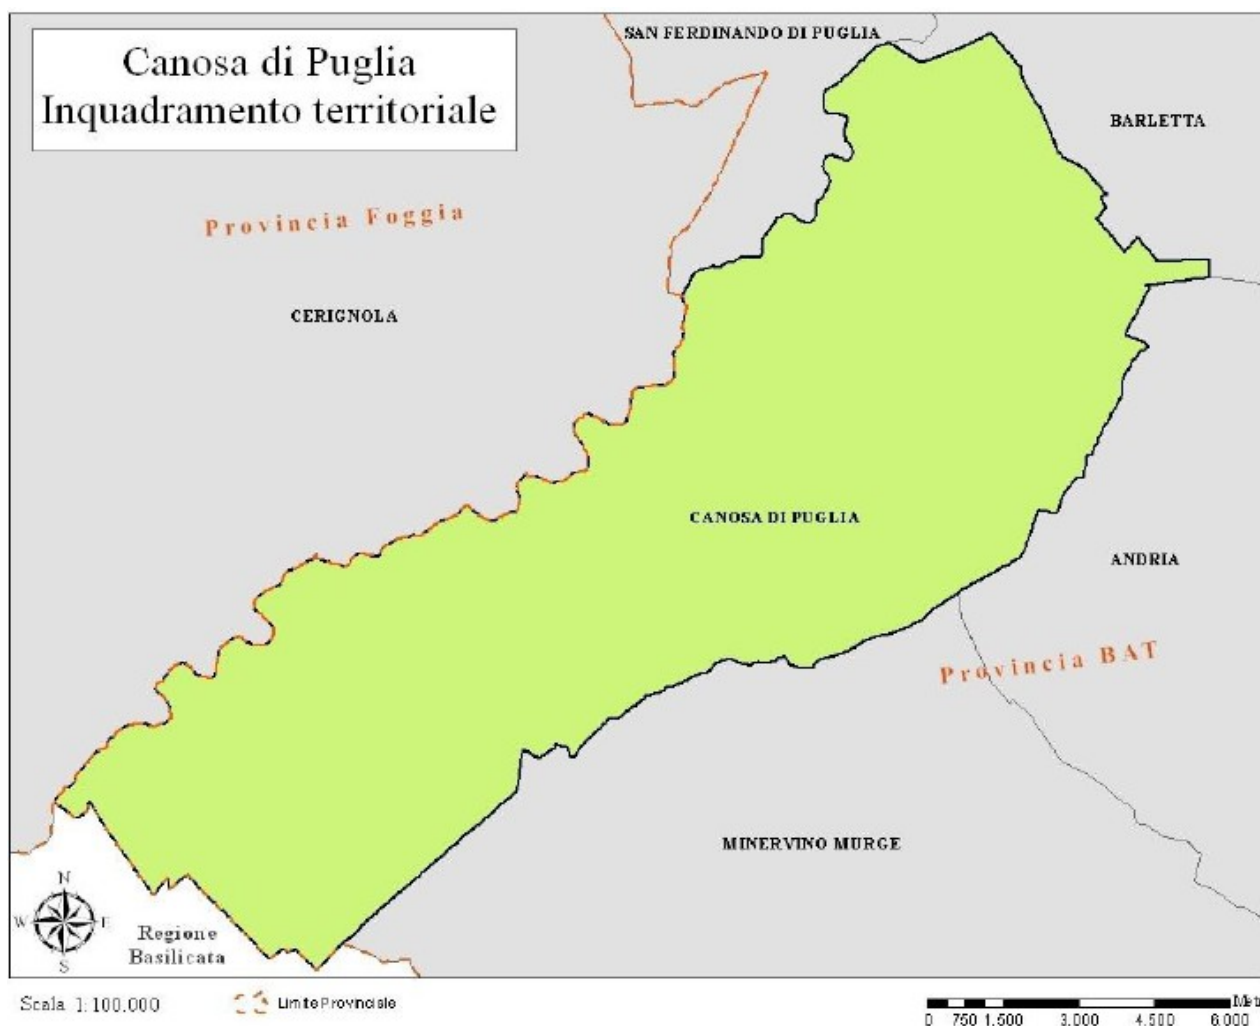 Canosa di Puglia
Inquadramento territoriale
SAN FERDINANDO DI PUGLIA
BARLETTA
Provincia Foggia
CERIGNOLA
CANOSA DI PUGLIA
ANDRIA
Provincia BAT
MINERVINO MURGE
N
W E
S
Regione
Basilicata
Scala 1:100.000
Limite Provinciale
Met
0 750 1.500 3.000 4.500 6.000